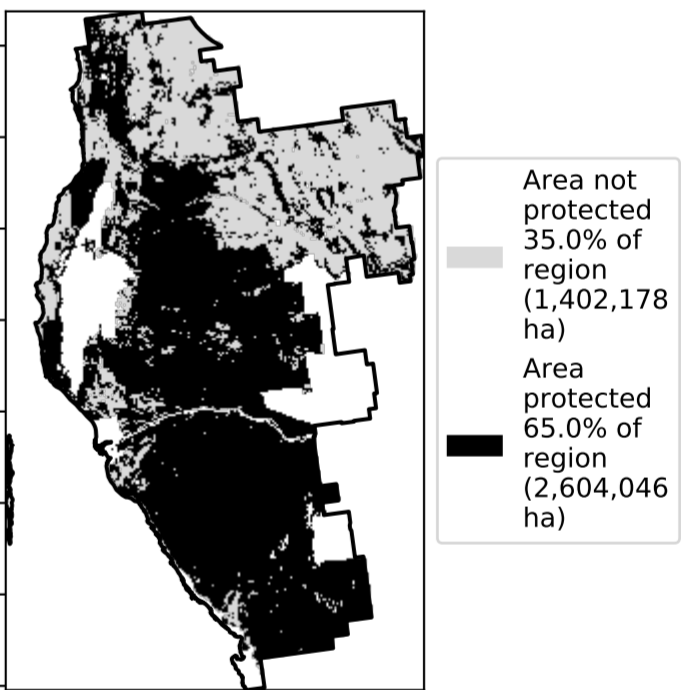 Area not
protected
35.0% of
region
(1,402,178
ha)
Area
protected
65.0% of
region
(2,604,046
ha)